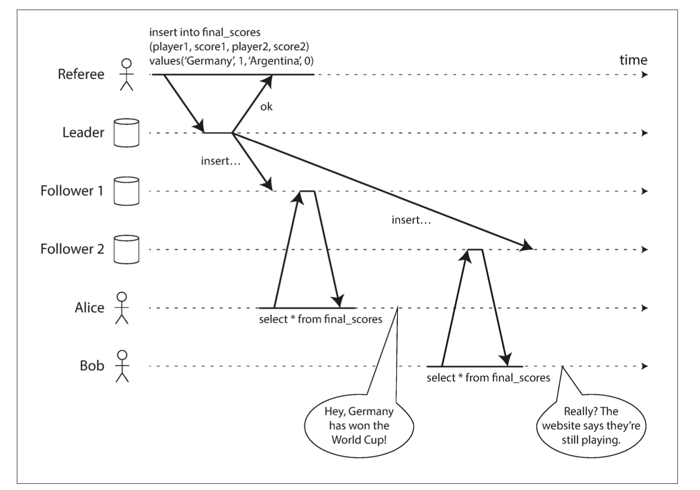 insert into final_scores
(player1, score1, player2, score2)
values('Germany', 1, 'Argentina', 0)
time
Referee
ok
Leader
insert…
Follower 1
insert…
Follower 2
Alice
select * from final_scores
Bob
select * from final_scores
Hey, Germany
has won the
World Cup!
Really? The
website says they're
still playing.